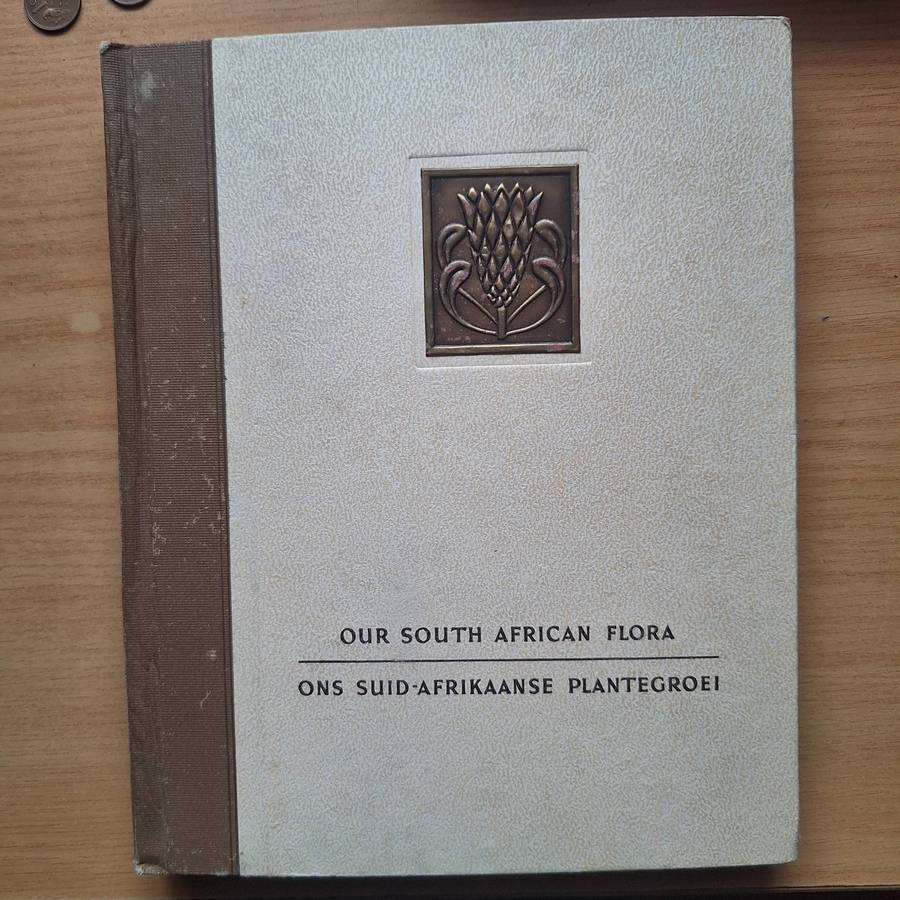 OUR SOUTH AFRICAN FLORA
ONS SUID-AFRIKAANSE PLANTEGROEI